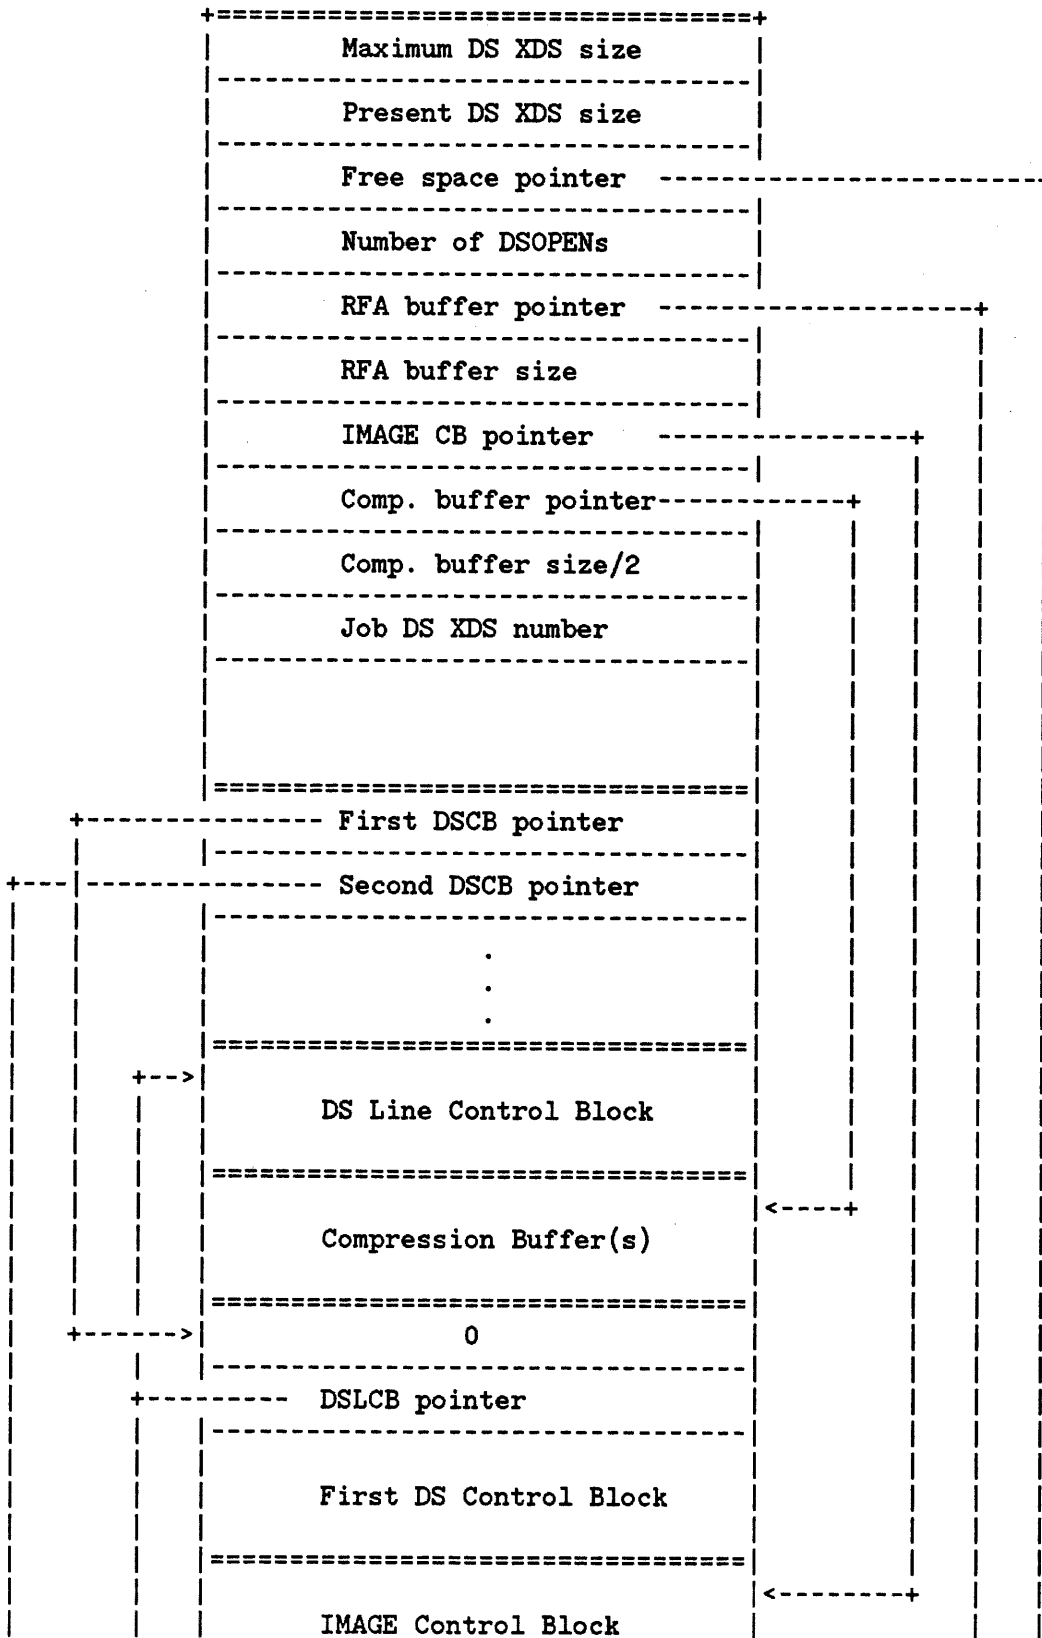 Maximum DS XDS size
Present DS XDS size
Free space pointer
Number of DSOPENs
RFA buffer pointer
RFA buffer size
IMAGE CB pointer
Comp. buffer pointer
Comp. buffer size/2
Job DS XDS number
First DSCB pointer
Second DSCB pointer
.
.
.
DS Line Control Block
Compression Buffer(s)
0
DSLCB pointer
First DS Control Block
IMAGE Control Block